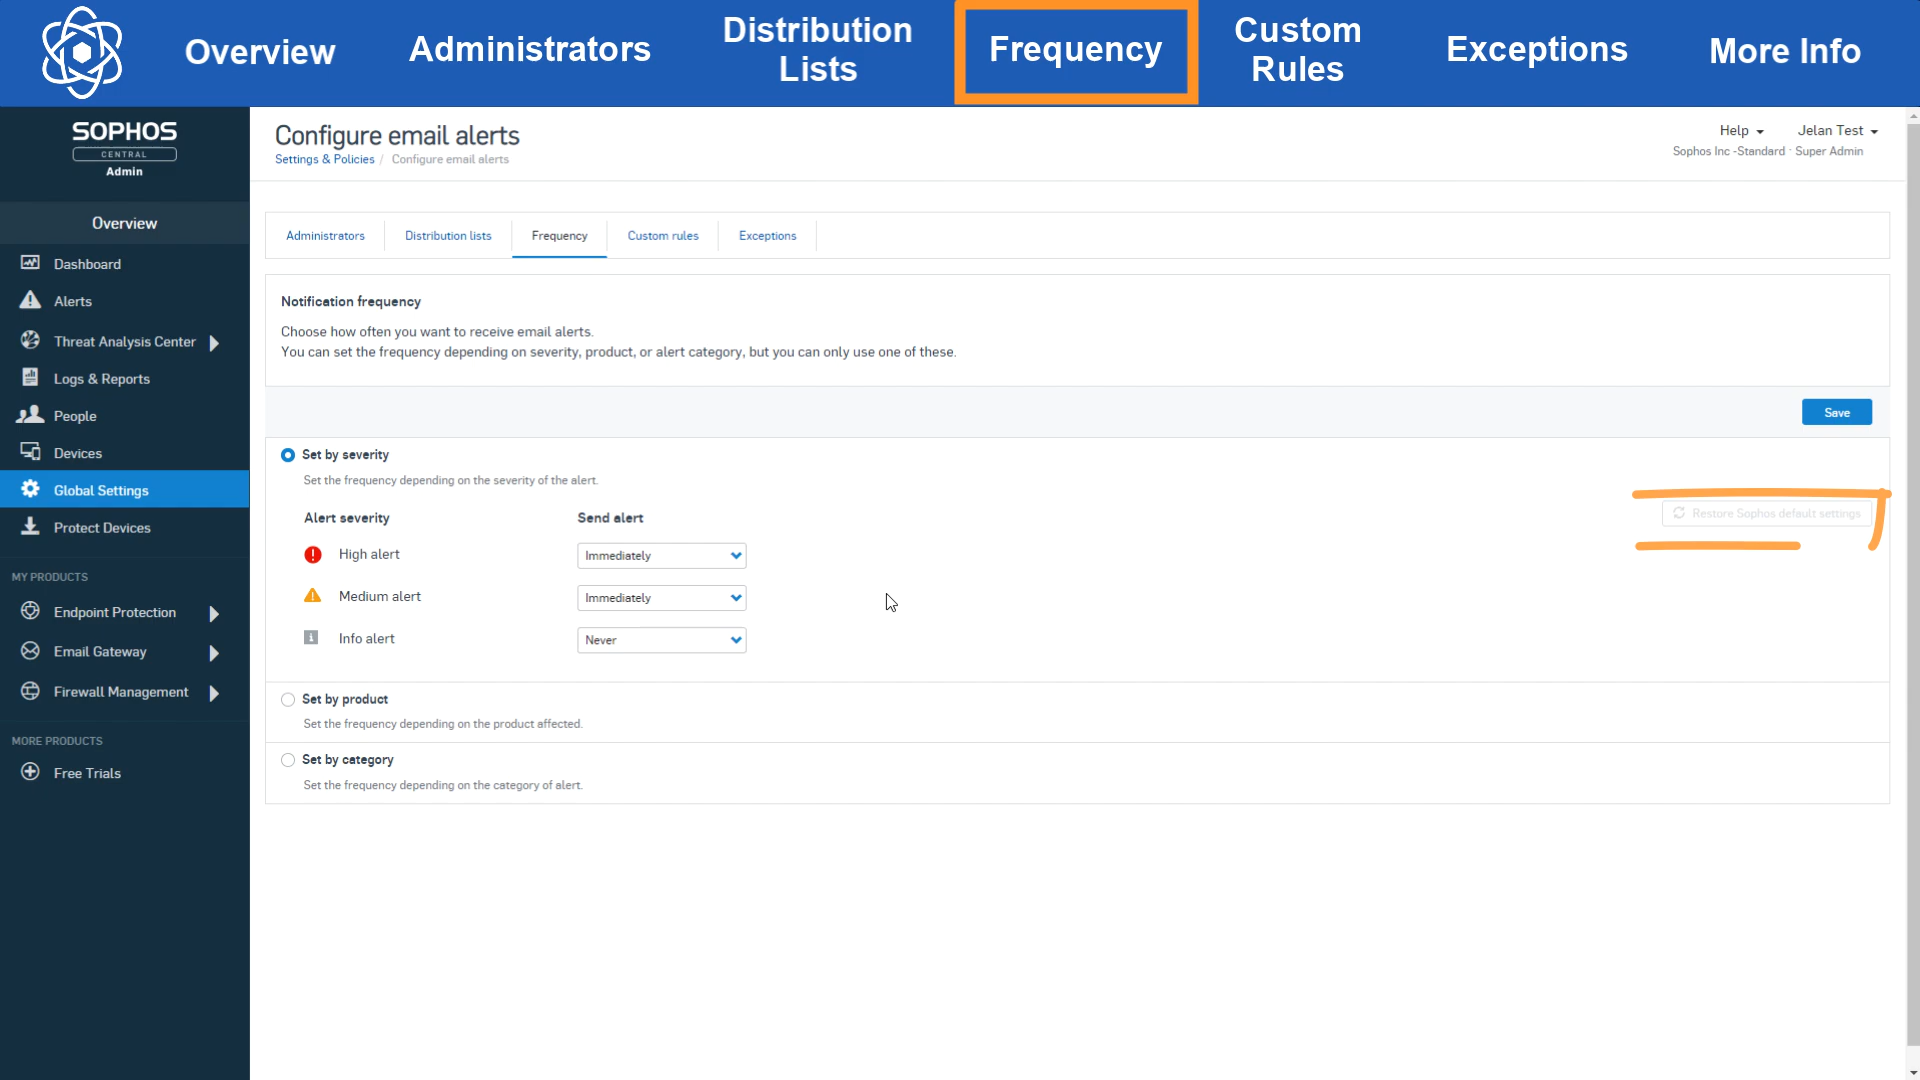 Overview
Administrators
Distribution
Lists
Frequency
Custom
Rules
Exceptions
More Info
SOPHOS
CENTRAL
Admin
Configure email alerts
Settings & Policies / Configure email alerts
Help
Jelan Test
Sophos Inc -Standard · Super Admin
Overview
Dashboard
Alerts
Threat Analysis Center
Logs & Reports
People
Devices
Global Settings
Protect Devices
MY PRODUCTS
Endpoint Protection
Email Gateway
Firewall Management
MORE PRODUCTS
Free Trials
Administrators
Distribution lists
Frequency
Custom rules
Exceptions
Notification frequency
Choose how often you want to receive email alerts.
You can set the frequency depending on severity, product, or alert category, but you can only use one of these.
Save
Set by severity
Set the frequency depending on the severity of the alert.
Restore Sophos default settings
Alert severity Send alert
High alert Immediately
Medium alert Immediately
Info alert Never
Set by product
Set the frequency depending on the product affected.
Set by category
Set the frequency depending on the category of alert.